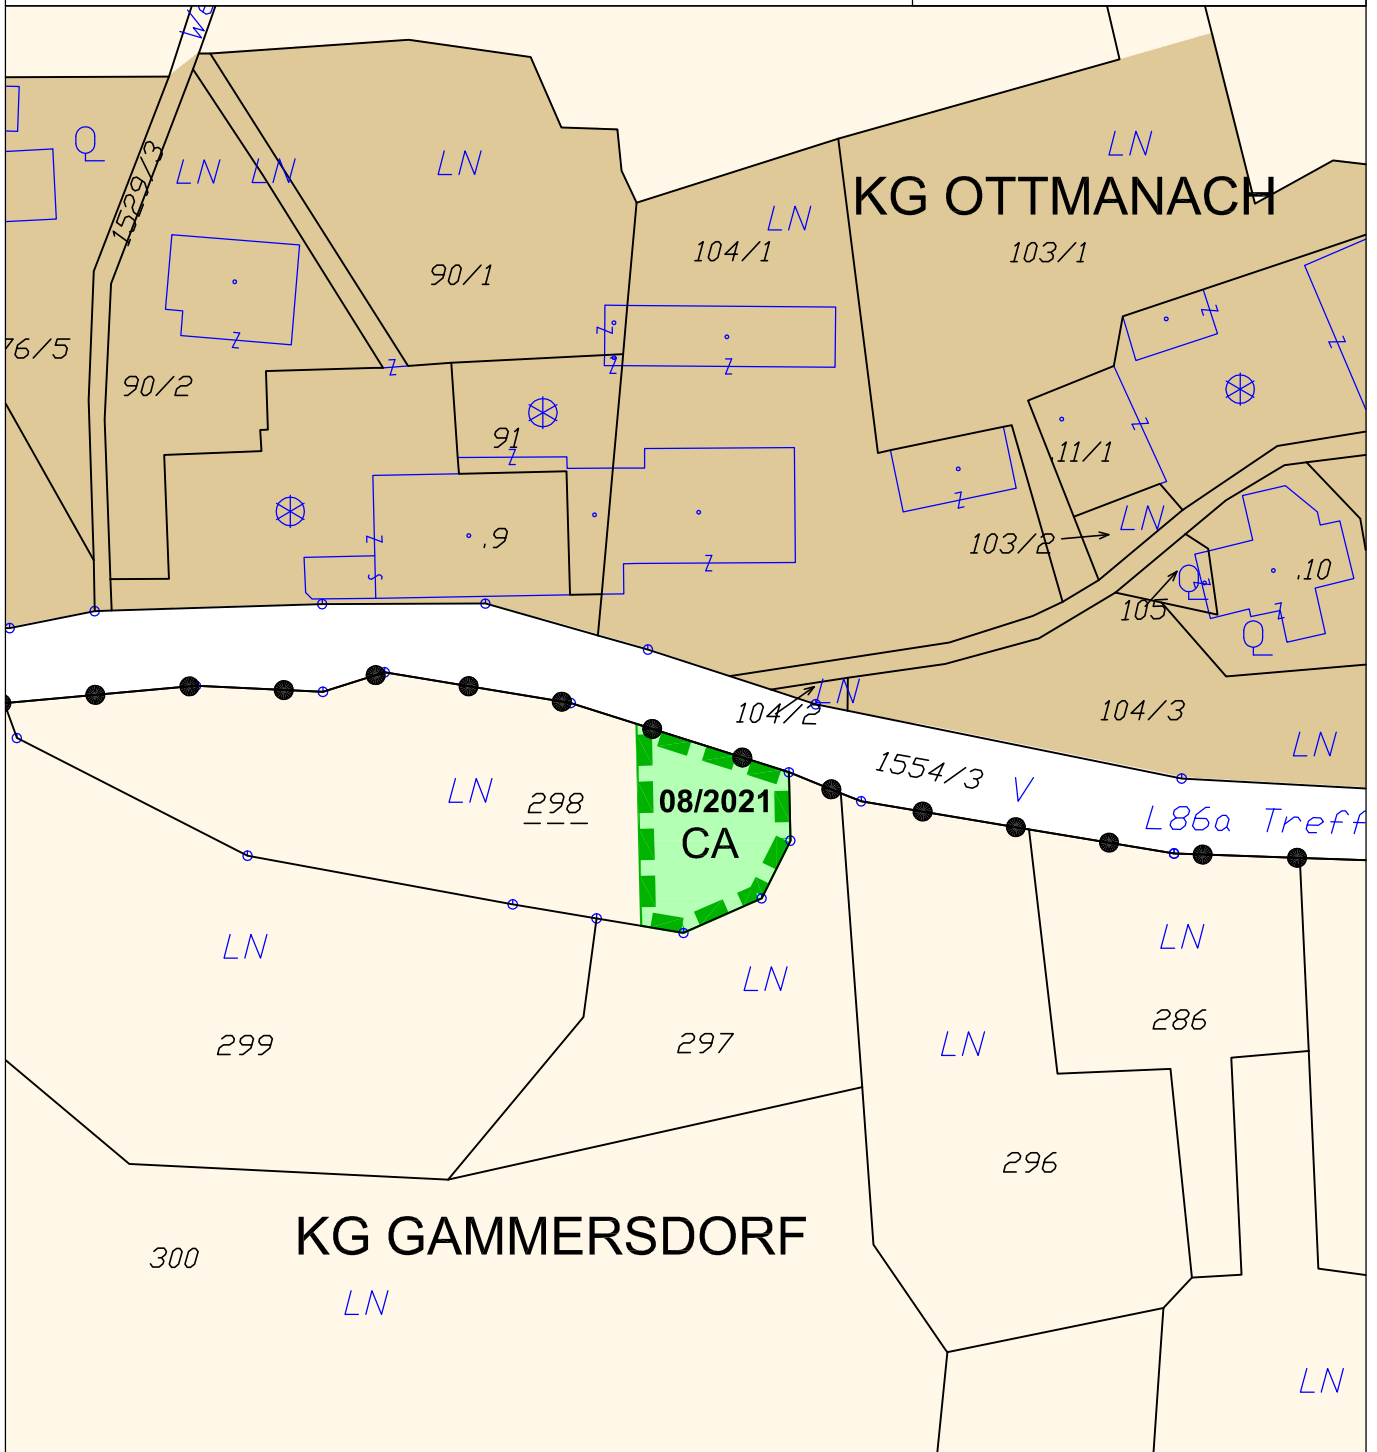 We
Q
LN
LN
LN
LN
LN
KG OTTMANACH
1529/3
90/1
104/1
103/1
76/5
90/2
91
.11/1
.9
103/2
LN
.10
105
Q
Q
LN
104/2
104/3
LN
1554/3
V
L86a Treff
LN
298
08/2021
CA
LN
LN
LN
LN
299
297
286
296
KG GAMMERSDORF
300
LN
LN